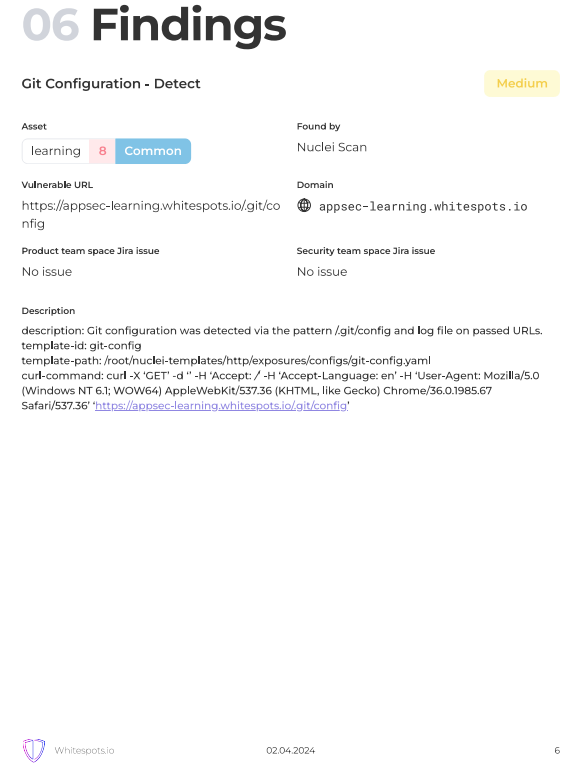 06 Findings
Git Configuration - Detect
Medium
Asset
Found by
learning 8 Common
Nuclei Scan
Vulnerable URL
Domain
https://appsec-learning.whitespots.io/.git/co
nfig
appsec-learning.whitespots.io
Product team space Jira issue
Security team space Jira issue
No issue
No issue
Description
description: Git configuration was detected via the pattern /.git/config and log file on passed URLs.
template-id: git-config
template-path: /root/nuclei-templates/http/exposures/configs/git-config.yaml
curl-command: curl -X ‘GET’ -d ‘’ -H ‘Accept: /’ -H ‘Accept-Language: en’ -H ‘User-Agent: Mozilla/5.0
(Windows NT 6.1; WOW64) AppleWebKit/537.36 (KHTML, like Gecko) Chrome/36.0.1985.67
Safari/537.36’ ‘https://appsec-learning.whitespots.io/.git/config’
Whitespots.io
02.04.2024
6